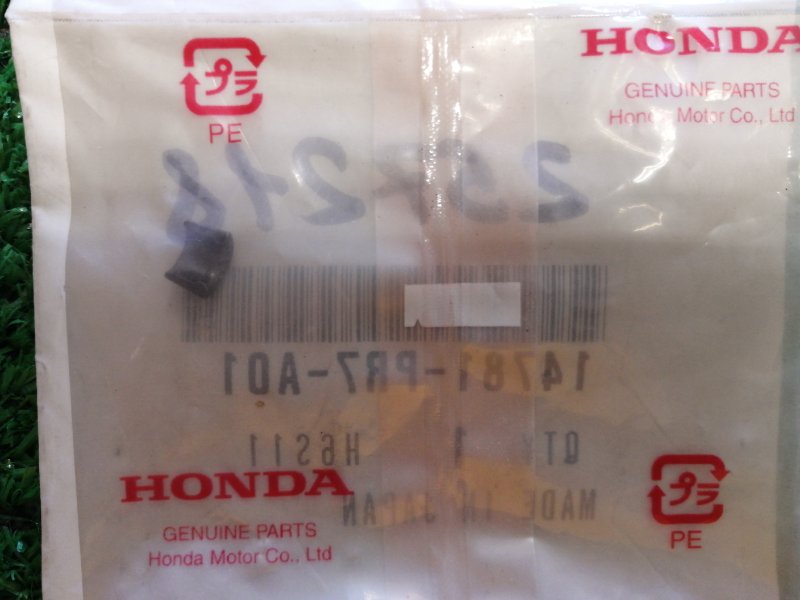 HONDA
GENUINE PARTS
Honda Motor Co., Ltd
プラ
PE
257218
14781-PR7-A01
QTY 1 H6S11
MADE IN JAPAN
HONDA
GENUINE PARTS
Honda Motor Co., Ltd
プラ
PE